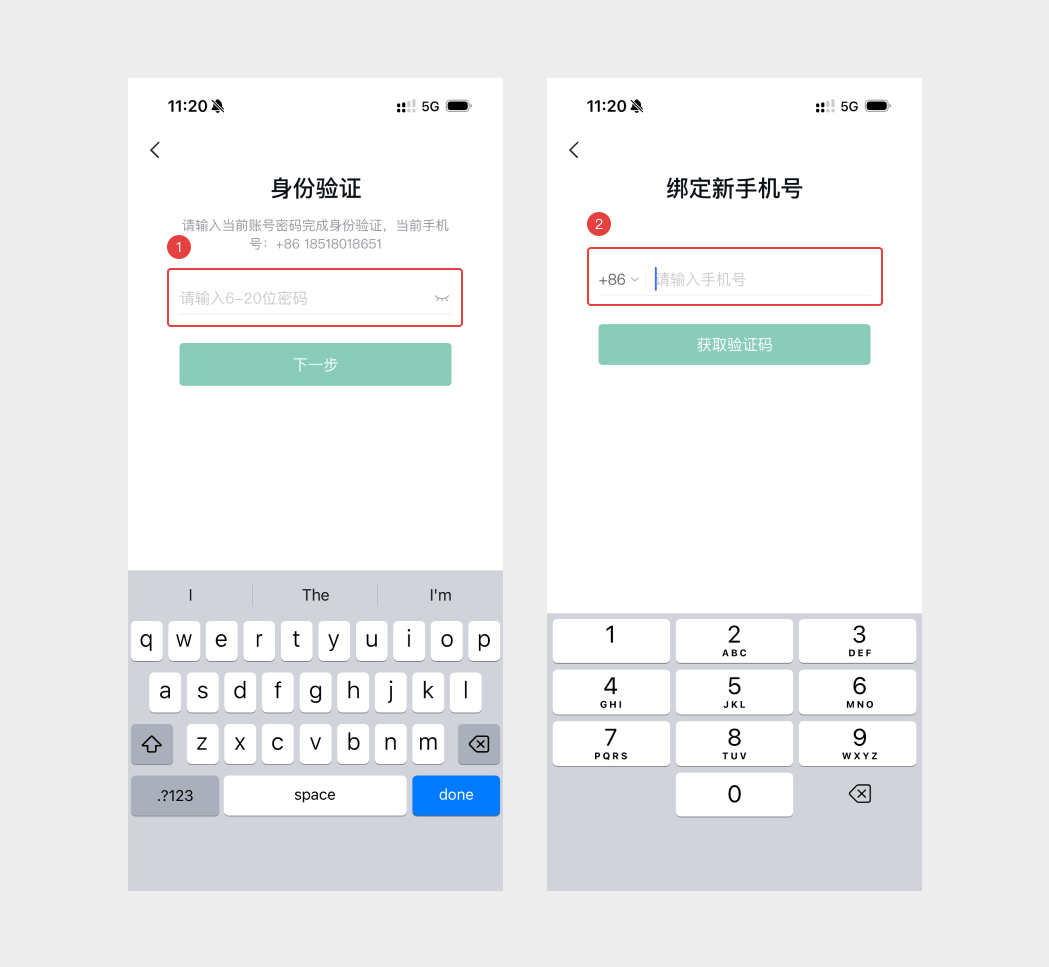 11:20
5G
身份验证
请输入当前账号密码完成身份验证，当前手机
号：+86 18518018651
1
请输入6-20位密码
下一步
I The I'm
q w e r t y u i o p
a s d f g h j k l
z x c v b n m
.?123 space done
11:20
5G
绑定新手机号
2
+86 请输入手机号
获取验证码
1 2 3
ABC DEF
4 5 6
GHI JKL MNO
7 8 9
PQRS TUV WXYZ
0